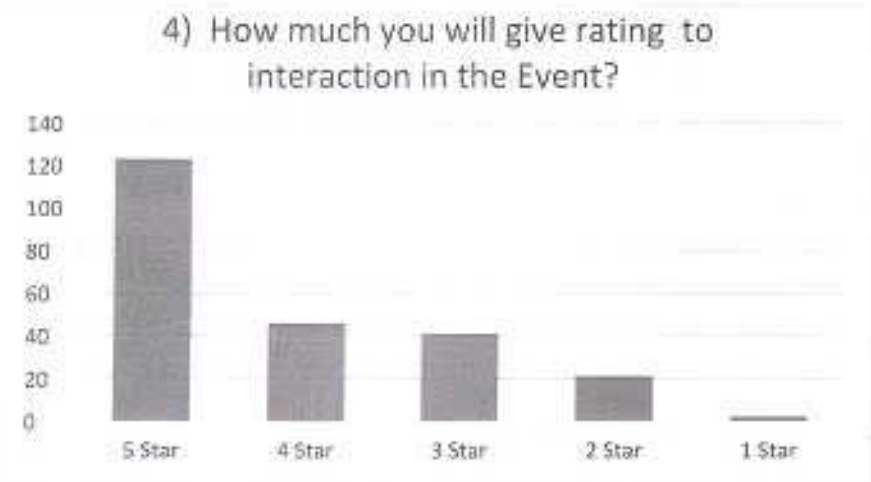 4) How much you will give rating to
interaction in the Event?
140
120
100
80
60
40
20
0
5 Star
4 Star
3 Star
2 Star
1 Star